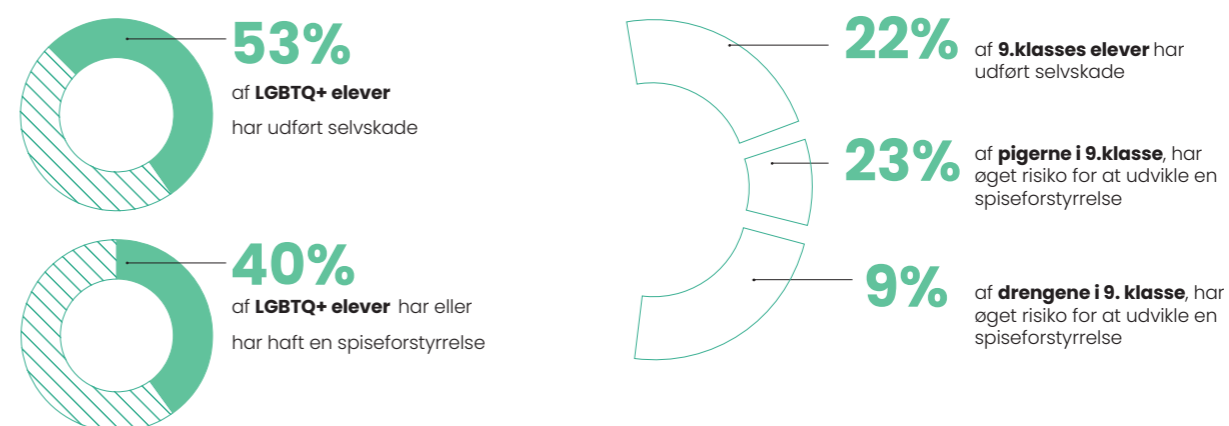 53%
af LGBTQ+ elever
har udført selvskade
40%
af LGBTQ+ elever har eller
har haft en spiseforstyrrelse
22%
af 9.klasses elever har
udført selvskade
23%
af pigerne i 9.klasse, har
øget risiko for at udvikle en
spiseforstyrrelse
9%
af drengene i 9. klasse, har
øget risiko for at udvikle en
spiseforstyrrelse